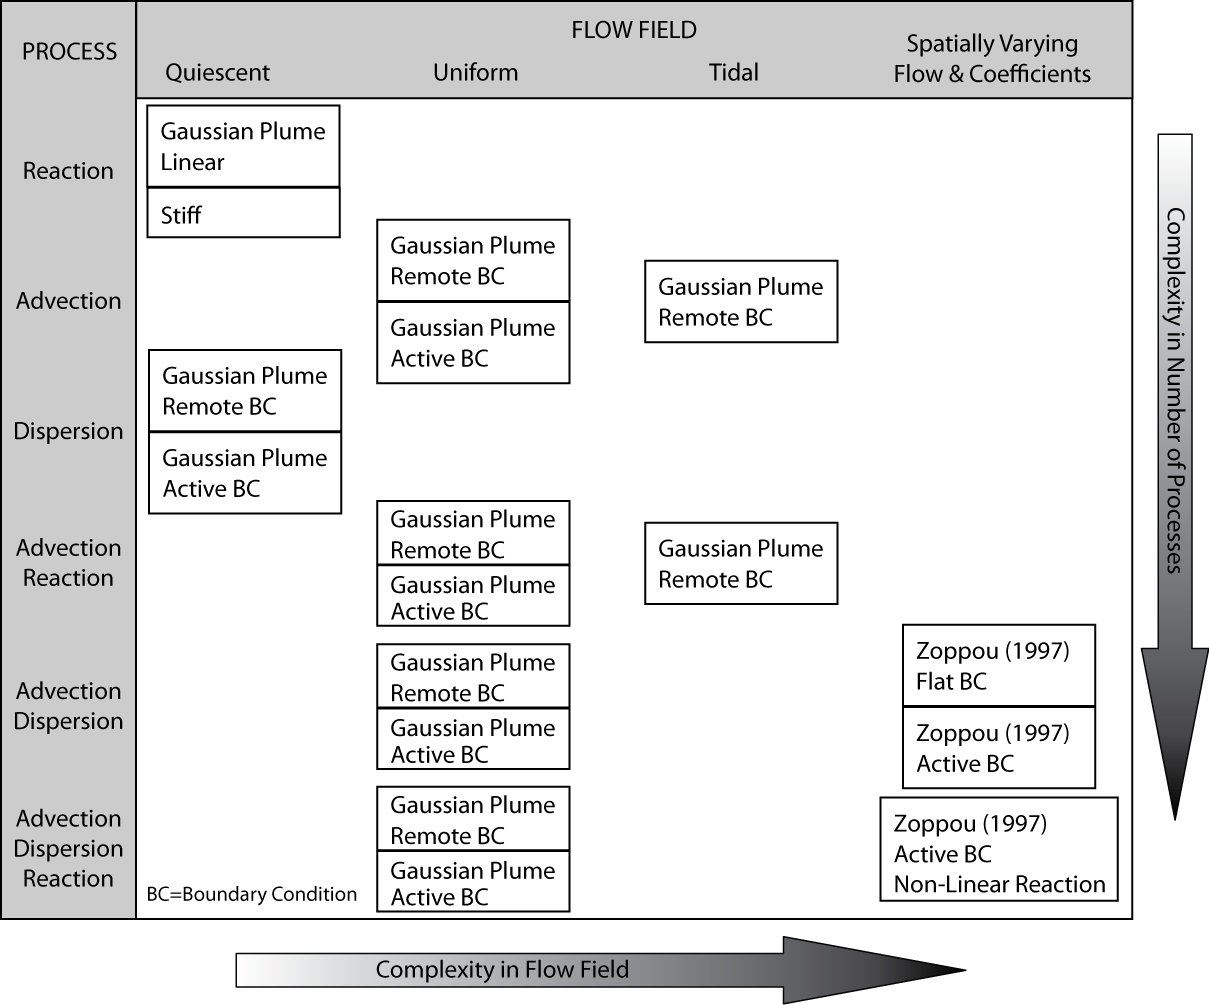 PROCESS
FLOW FIELD
Quiescent
Uniform
Tidal
Spatially Varying
Flow & Coefficients
Reaction
Gaussian Plume
Linear
Stiff
Advection
Gaussian Plume
Remote BC
Gaussian Plume
Active BC
Gaussian Plume
Remote BC
Dispersion
Gaussian Plume
Remote BC
Gaussian Plume
Active BC
Advection
Reaction
Gaussian Plume
Remote BC
Gaussian Plume
Active BC
Gaussian Plume
Remote BC
Advection
Dispersion
Gaussian Plume
Remote BC
Gaussian Plume
Active BC
Zoppou (1997)
Flat BC
Zoppou (1997)
Active BC
Advection
Dispersion
Reaction
Gaussian Plume
Remote BC
Gaussian Plume
Active BC
Zoppou (1997)
Active BC
Non-Linear Reaction
BC=Boundary Condition
Complexity in Number of Processes
Complexity in Flow Field